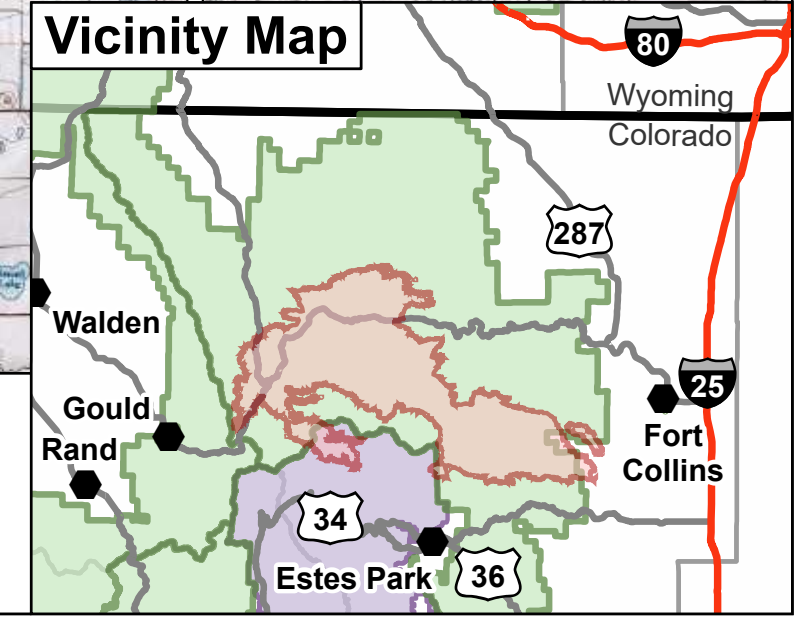 Vicinity Map
80
Wyoming
Colorado
287
Walden
25
Gould
Fort
Collins
Rand
34
Estes Park
36